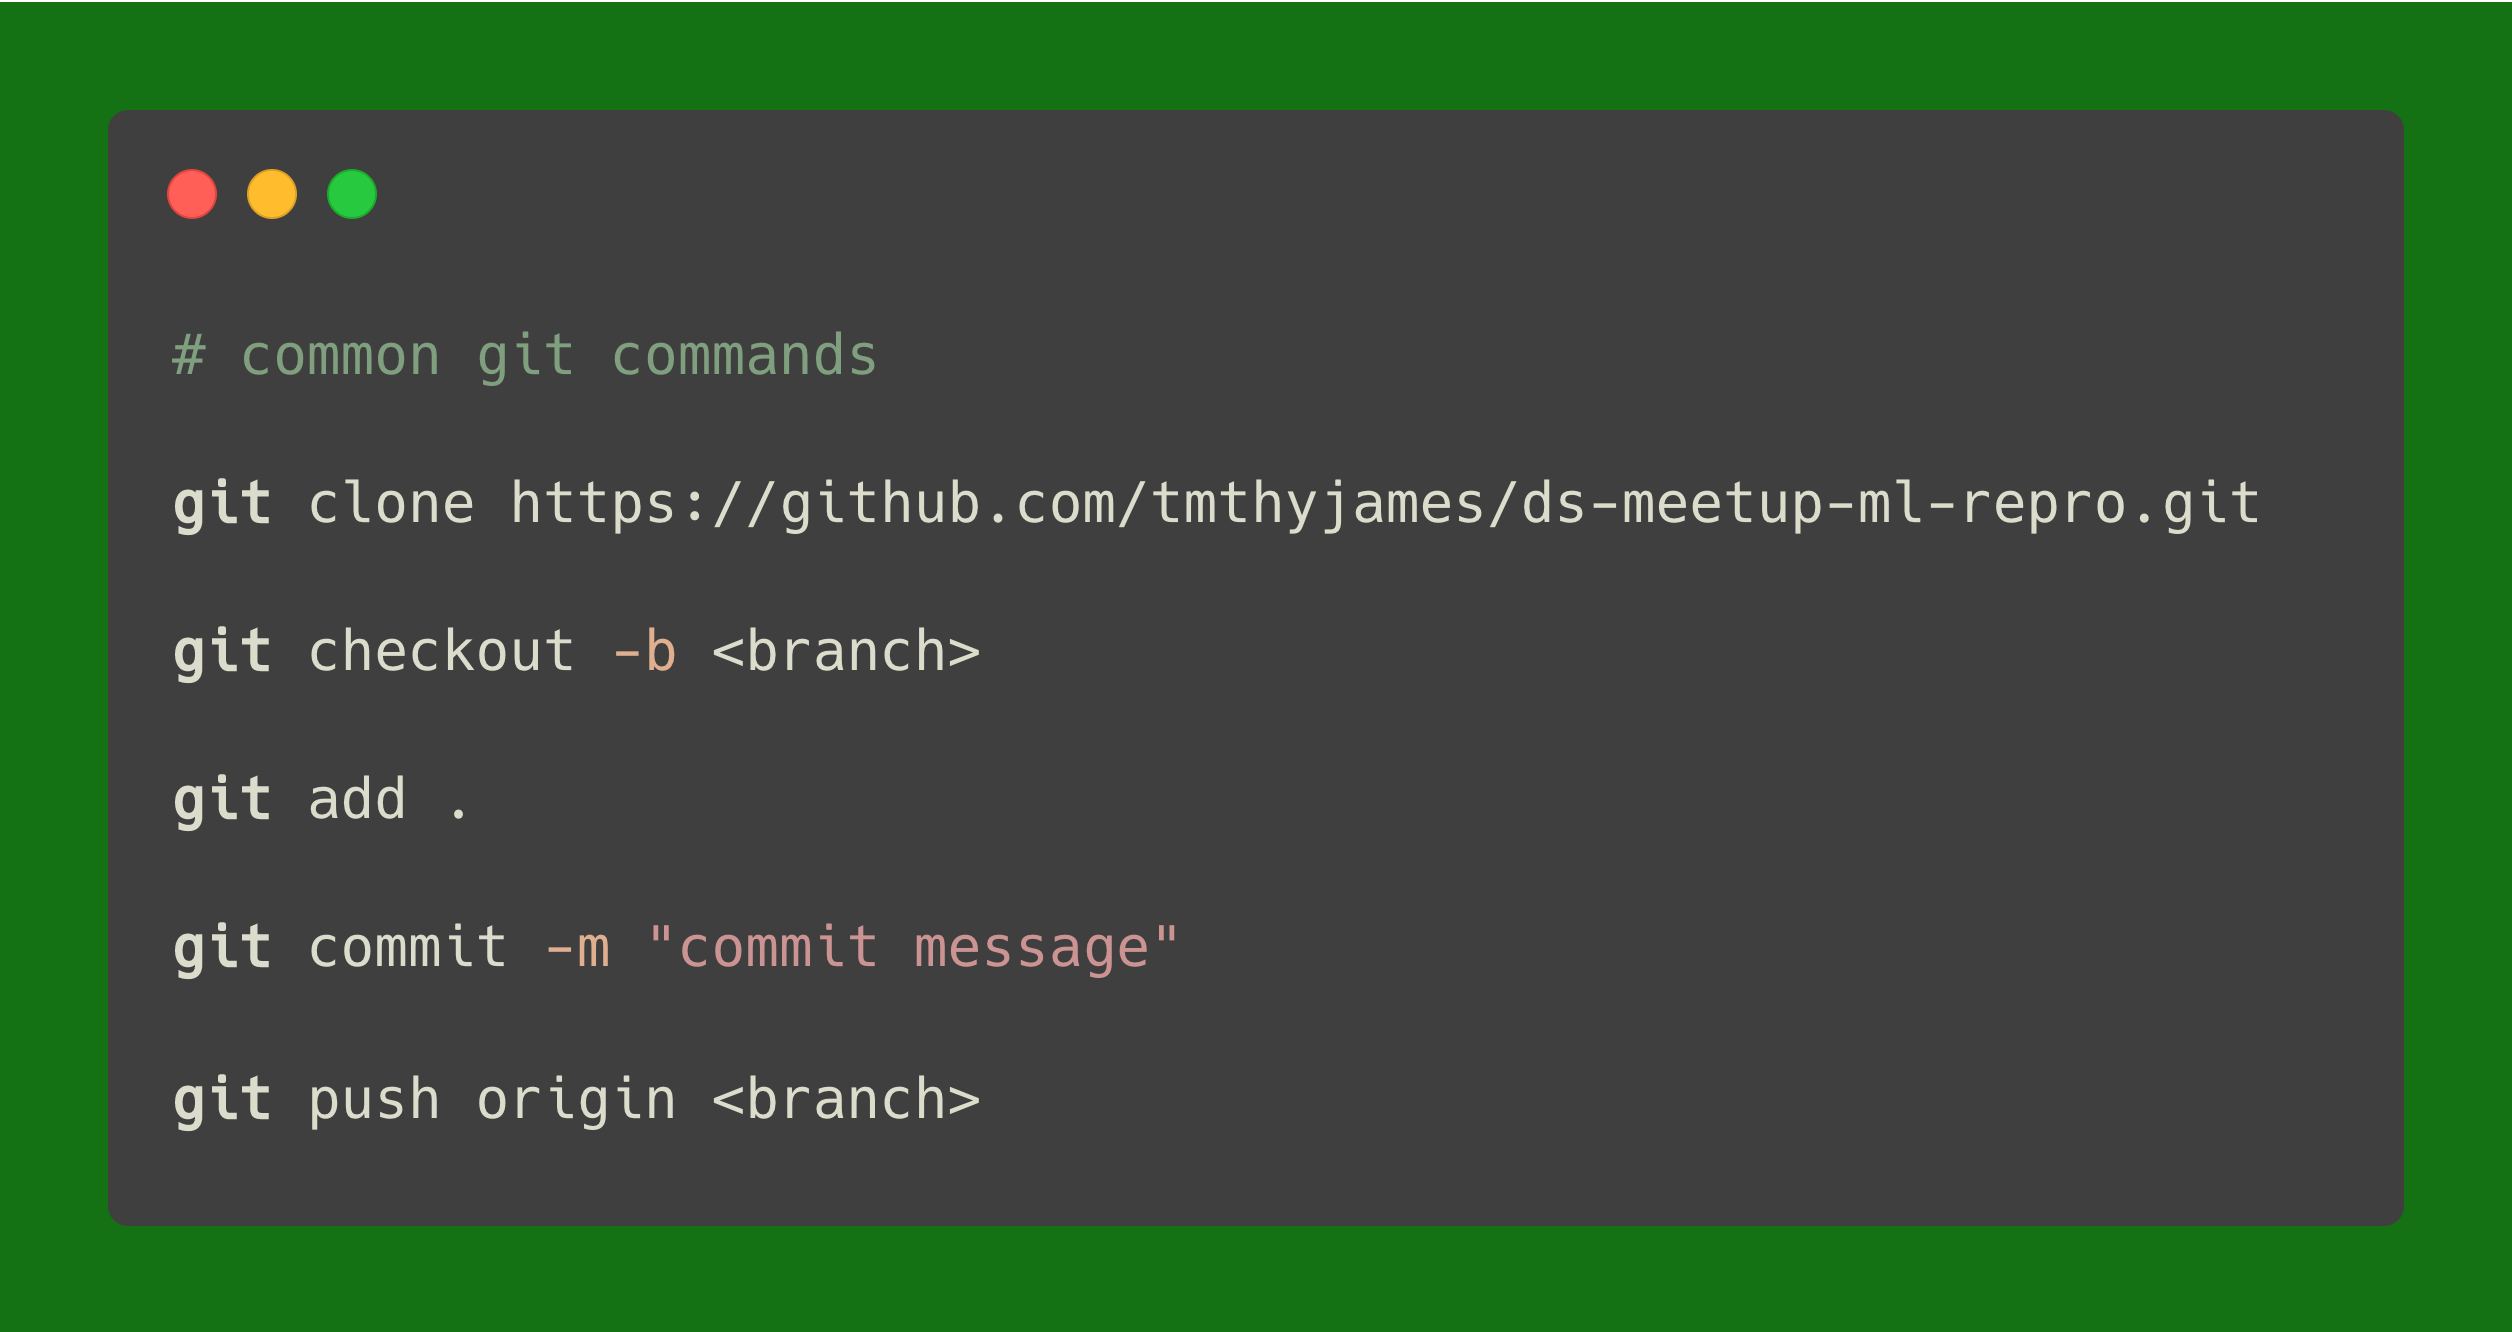 # common git commands
git clone https://github.com/tmthyjames/ds-meetup-ml-repro.git
git checkout -b <branch>
git add .
git commit -m "commit message"
git push origin <branch>